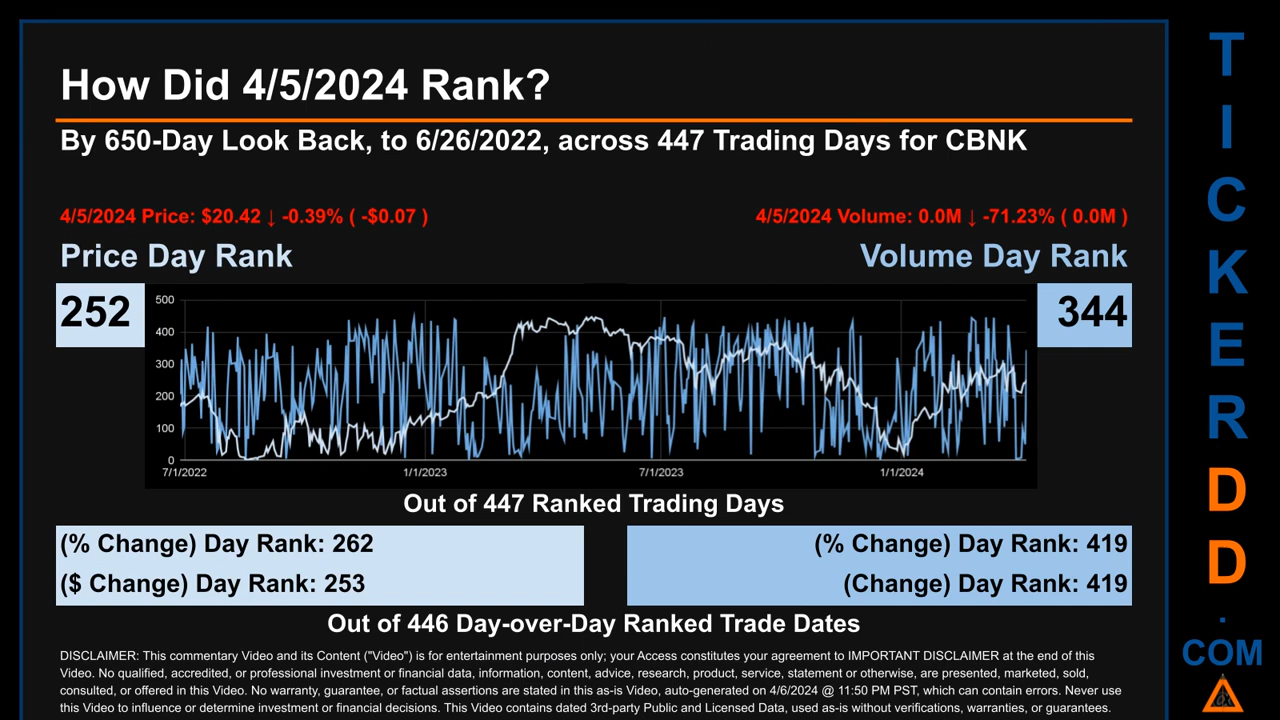 How Did 4/5/2024 Rank?
By 650-Day Look Back, to 6/26/2022, across 447 Trading Days for CBNK
4/5/2024 Price: $20.42 ↓ -0.39% ( -$0.07 )
4/5/2024 Volume: 0.0M ↓ -71.23% ( 0.0M )
Price Day Rank
Volume Day Rank
252
344
500
400
300
200
100
0
7/1/2022
1/1/2023
7/1/2023
1/1/2024
Out of 447 Ranked Trading Days
(% Change) Day Rank: 262
($ Change) Day Rank: 253
(% Change) Day Rank: 419
(Change) Day Rank: 419
Out of 446 Day-over-Day Ranked Trade Dates
DISCLAIMER: This commentary Video and its Content ("Video") is for entertainment purposes only; your Access constitutes your agreement to IMPORTANT DISCLAIMER at the end of this
Video. No qualified, accredited, or professional investment or financial data, information, content, advice, research, product, service, statement or otherwise, are presented, marketed, sold,
consulted, or offered in this Video. No warranty, guarantee, or factual assertions are stated in this as-is Video, auto-generated on 4/6/2024 @ 11:50 PM PST, which can contain errors. Never use
this Video to influence or determine investment or financial decisions. This Video contains dated 3rd-party Public and Licensed Data, used as-is without verifications, warranties, or guarantees.
T
I
C
K
E
R
D
D
.
COM